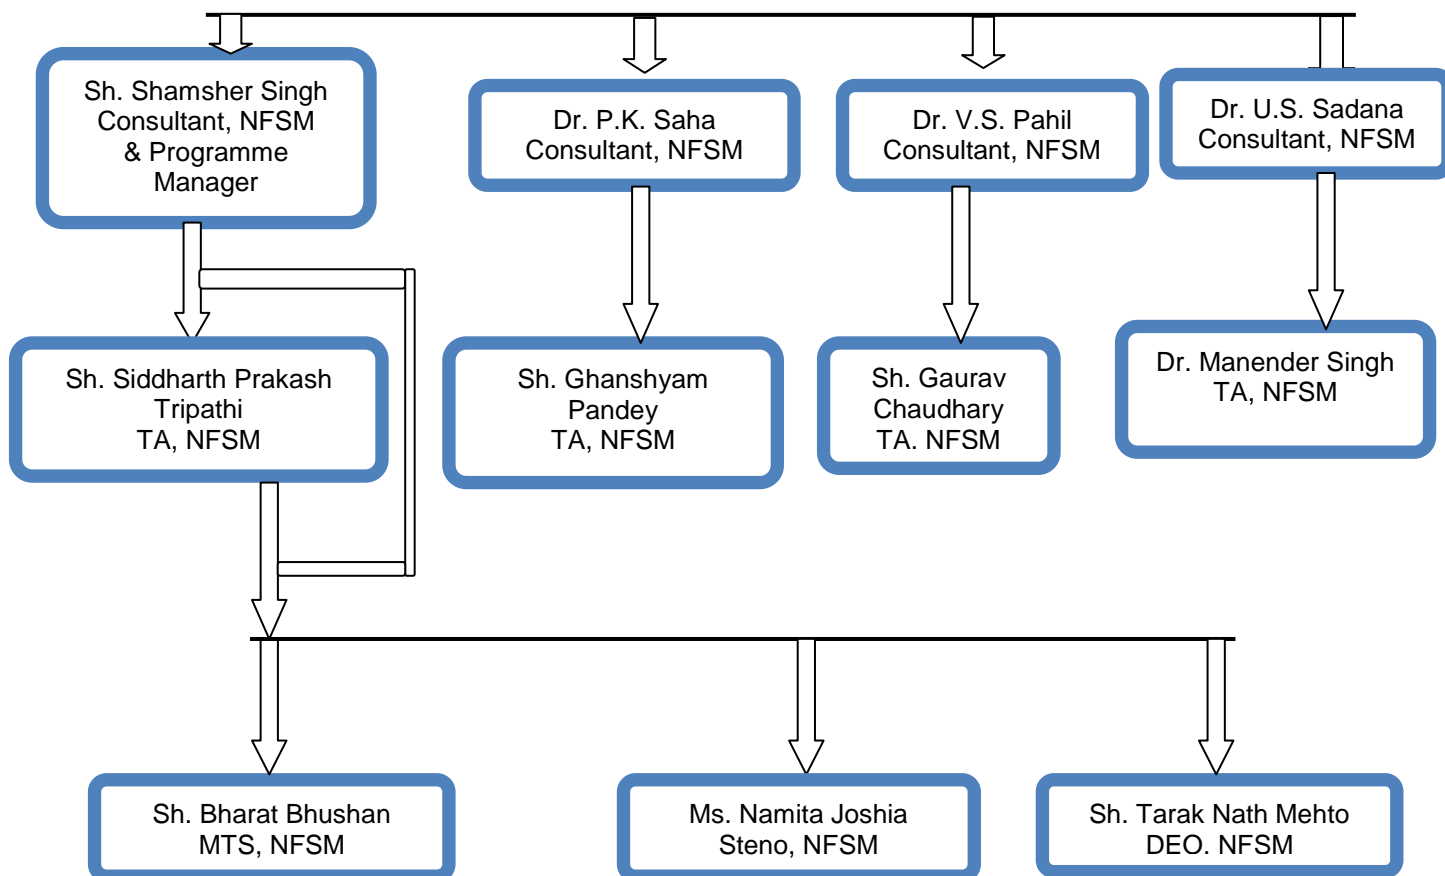 Sh. Shamsher Singh
Consultant, NFSM
& Programme
Manager
Dr. P.K. Saha
Consultant, NFSM
Dr. V.S. Pahil
Consultant, NFSM
Dr. U.S. Sadana
Consultant, NFSM
Sh. Siddharth Prakash
Tripathi
TA, NFSM
Sh. Ghanshyam
Pandey
TA, NFSM
Sh. Gaurav
Chaudhary
TA. NFSM
Dr. Manender Singh
TA, NFSM
Sh. Bharat Bhushan
MTS, NFSM
Ms. Namita Joshia
Steno, NFSM
Sh. Tarak Nath Mehto
DEO. NFSM